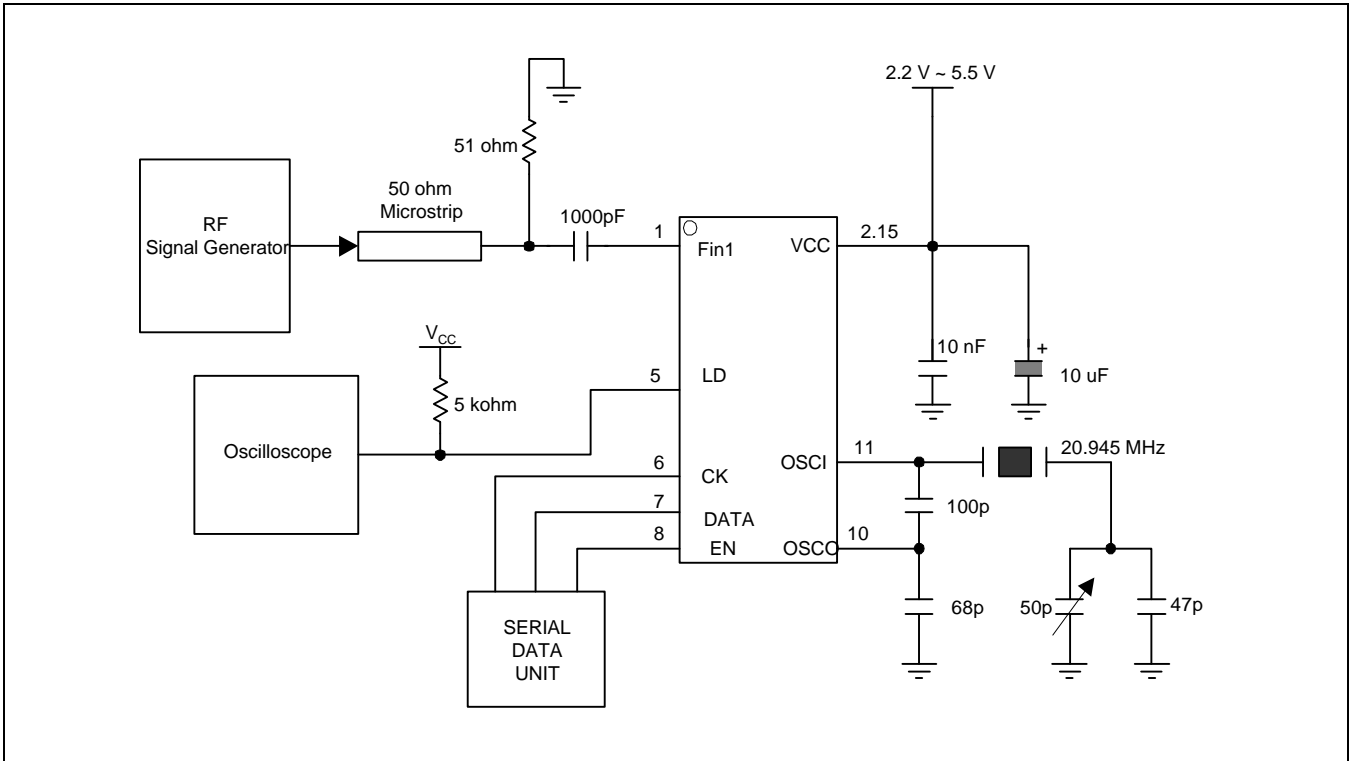 2.2 V ~ 5.5 V
51 ohm
50 ohm
Microstrip
RF
Signal Generator
1000pF
1
Fin1
VCC
2.15
V_CC
10 nF
+
10 uF
5
LD
5 kohm
Oscilloscope
11
OSCI
20.945 MHz
6
CK
100p
7
DATA
8
EN
OSCO
10
68p
50p
47p
SERIAL
DATA
UNIT